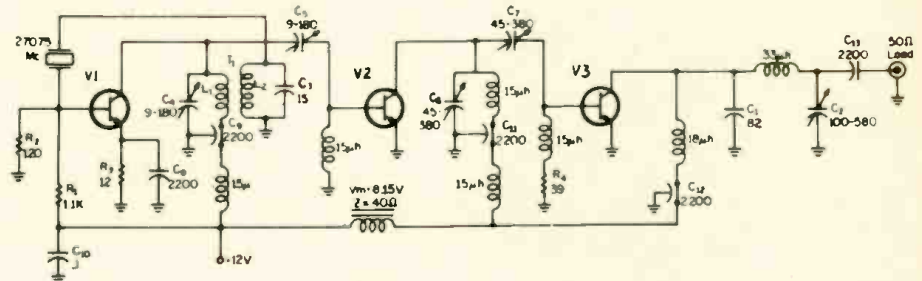 27075
Mc
V1
R2
120
R1
1.1K
C10
.1
R3
12
C8
2200
C4
9-180
L1
C9
2200
15μ
-12V
T1
L2
C3
15
C5
9-180
V2
15μh
Vm = 8.15V
Z = 40Ω
C6
45-
380
15μh
C11
2200
15μh
C7
45-380
V3
15μh
R4
39
18μh
C12
2200
C1
82
.33μh
C2
100-580
C13
2200
50Ω
Load